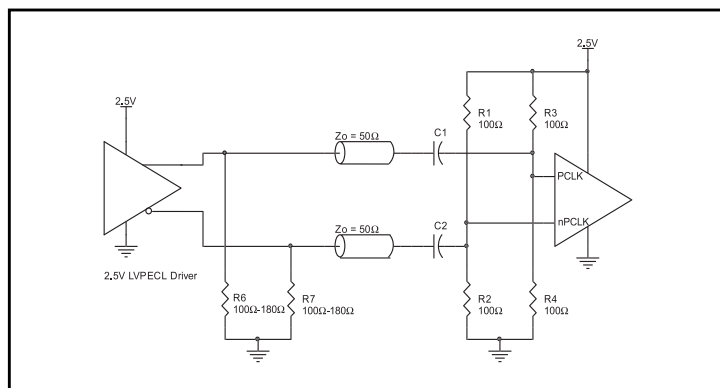 2.5V
2.5V
R1
100Ω
R3
100Ω
Zo = 50Ω
C1
PCLK
nPCLK
Zo = 50Ω
C2
2.5V LVPECL Driver
R6
100Ω-180Ω
R7
100Ω-180Ω
R2
100Ω
R4
100Ω